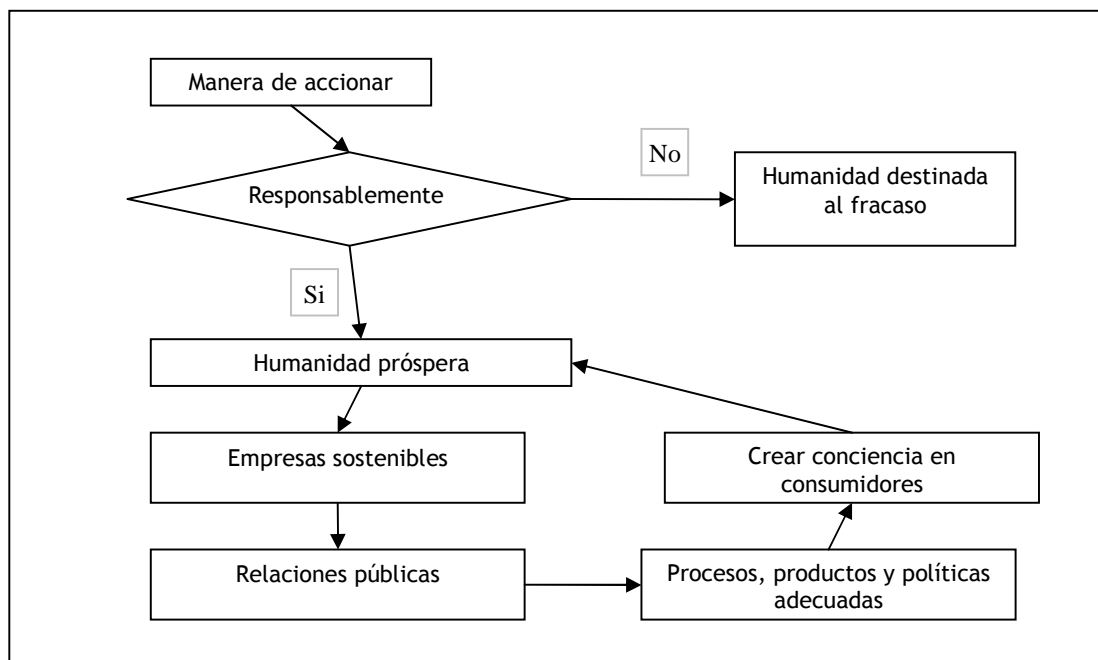 Manera de accionar
Responsablemente
No
Humanidad destinada
al fracaso
Si
Humanidad próspera
Empresas sostenibles
Crear conciencia en
consumidores
Relaciones públicas
Procesos, productos y políticas
adecuadas